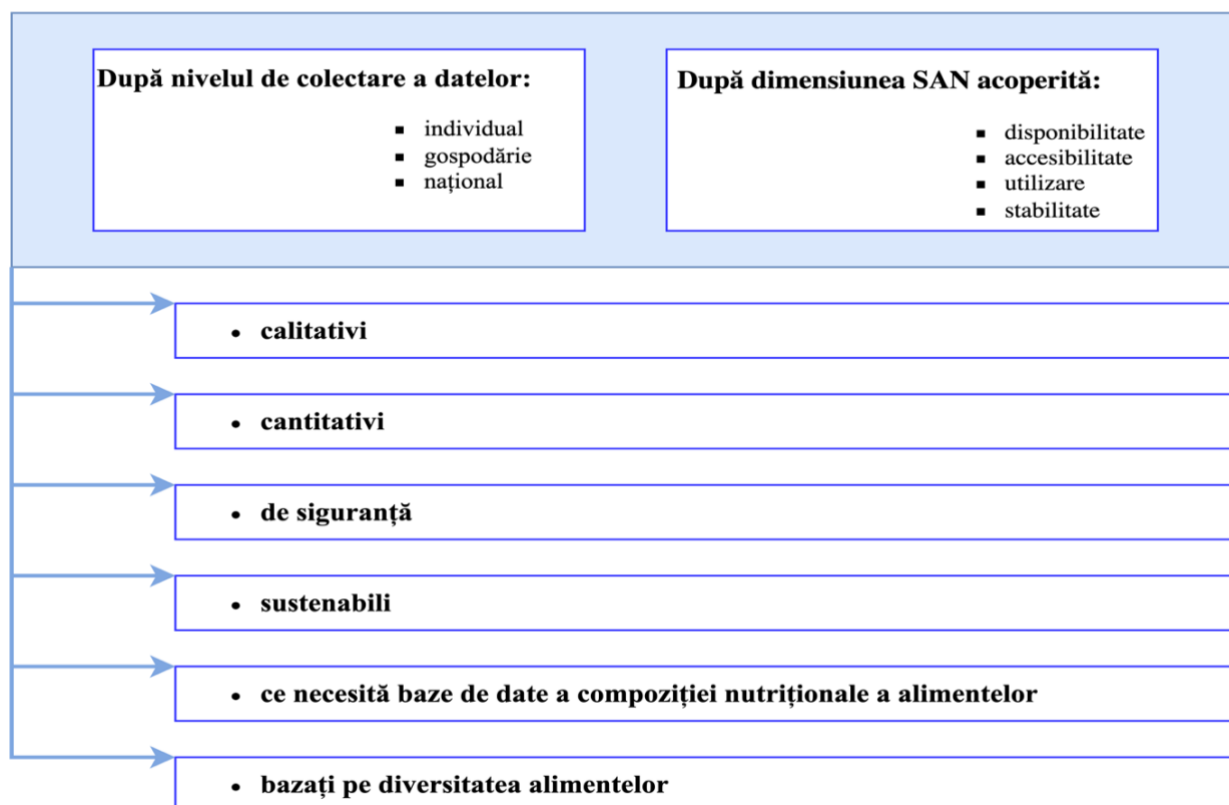 După nivelul de colectare a datelor:
▪ individual
▪ gospodărie
▪ național
După dimensiunea SAN acoperită:
▪ disponibilitate
▪ accesibilitate
▪ utilizare
▪ stabilitate
• calitativi
• cantitativi
• de siguranță
• sustenabili
• ce necesită baze de date a compoziției nutriționale a alimentelor
• bazați pe diversitatea alimentelor